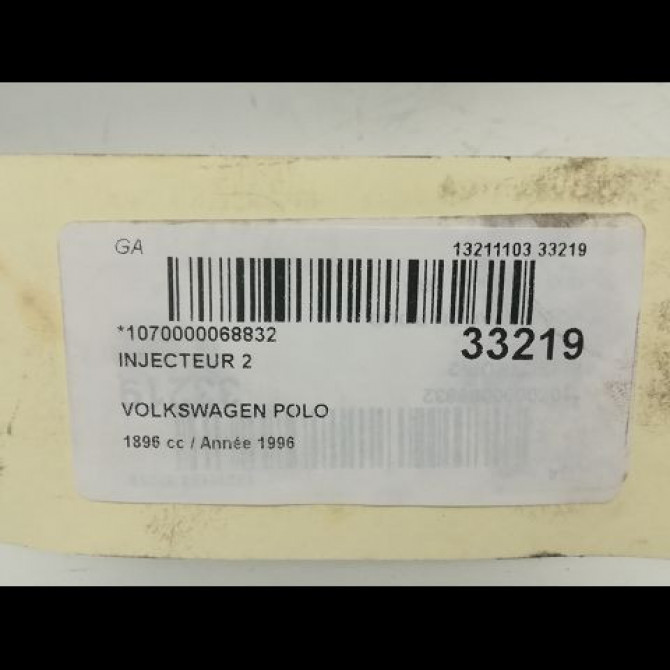 GA 13211103 33219
*1070000068832 33219
INJECTEUR 2
VOLKSWAGEN POLO
1896 cc / Année 1996